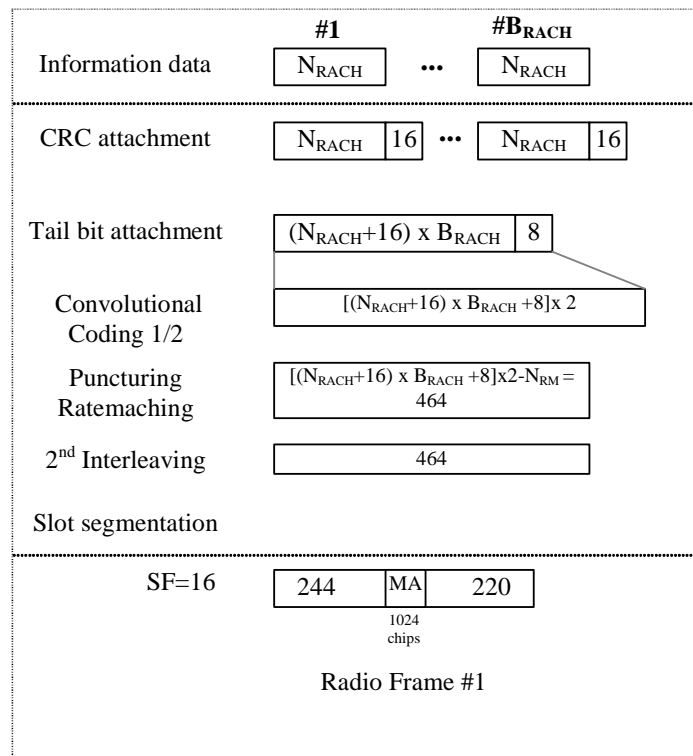 #1 #B_RACH
Information data N_RACH ... N_RACH
CRC attachment N_RACH 16 ... N_RACH 16
Tail bit attachment (N_RACH+16) x B_RACH 8
Convolutional
Coding 1/2
[(N_RACH+16) x B_RACH +8]x 2
Puncturing
Ratemaching
[(N_RACH+16) x B_RACH +8]x2-N_RM =
464
2nd Interleaving 464
Slot segmentation
SF=16 244 MA 220
1024
chips
Radio Frame #1